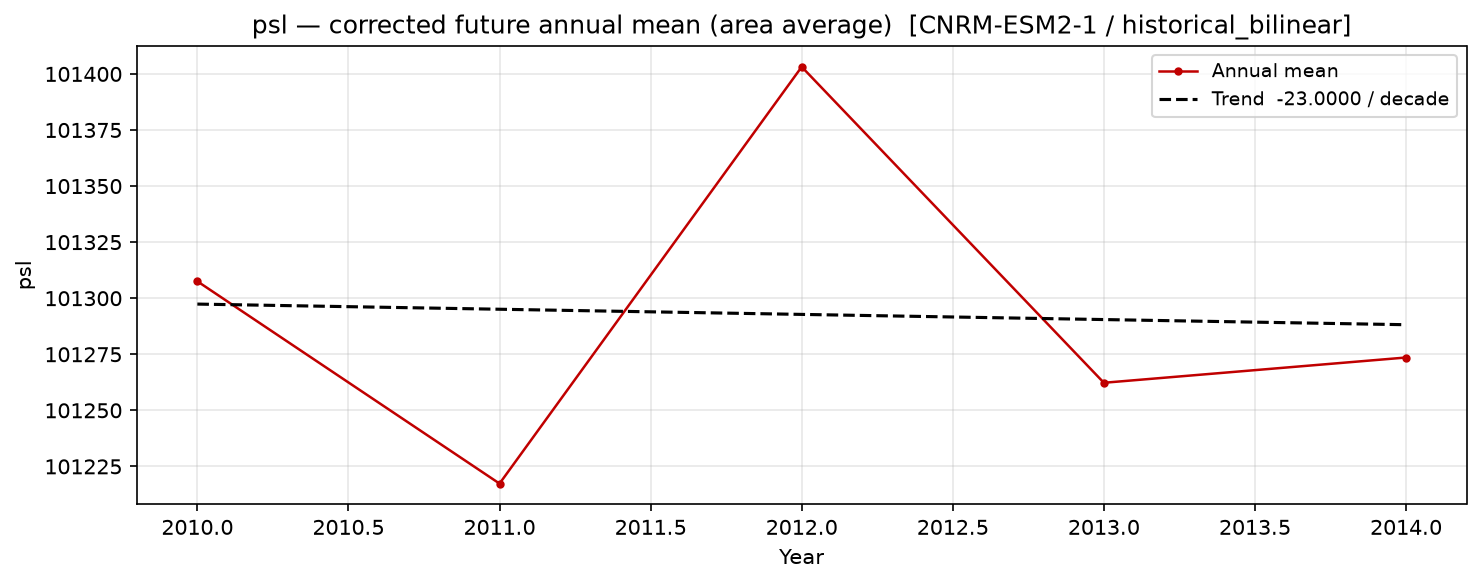 psl — corrected future annual mean (area average)  [CNRM-ESM2-1 / historical_bilinear]
Annual mean
Trend  -23.0000 / decade
101400
101375
101350
101325
101300
101275
101250
101225
psl
2010.0 2010.5 2011.0 2011.5 2012.0 2012.5 2013.0 2013.5 2014.0
Year